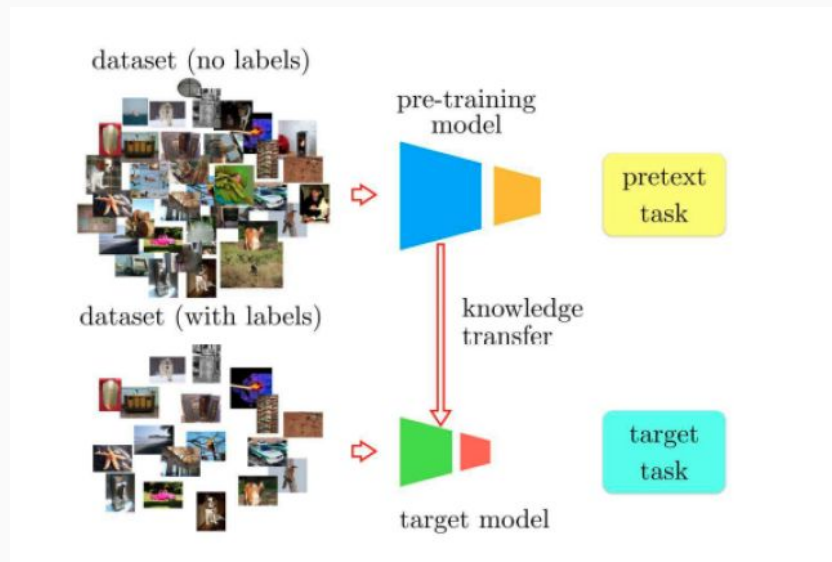 dataset (no labels)
pre-training
model
pretext
task
dataset (with labels)
knowledge
transfer
target
task
target model